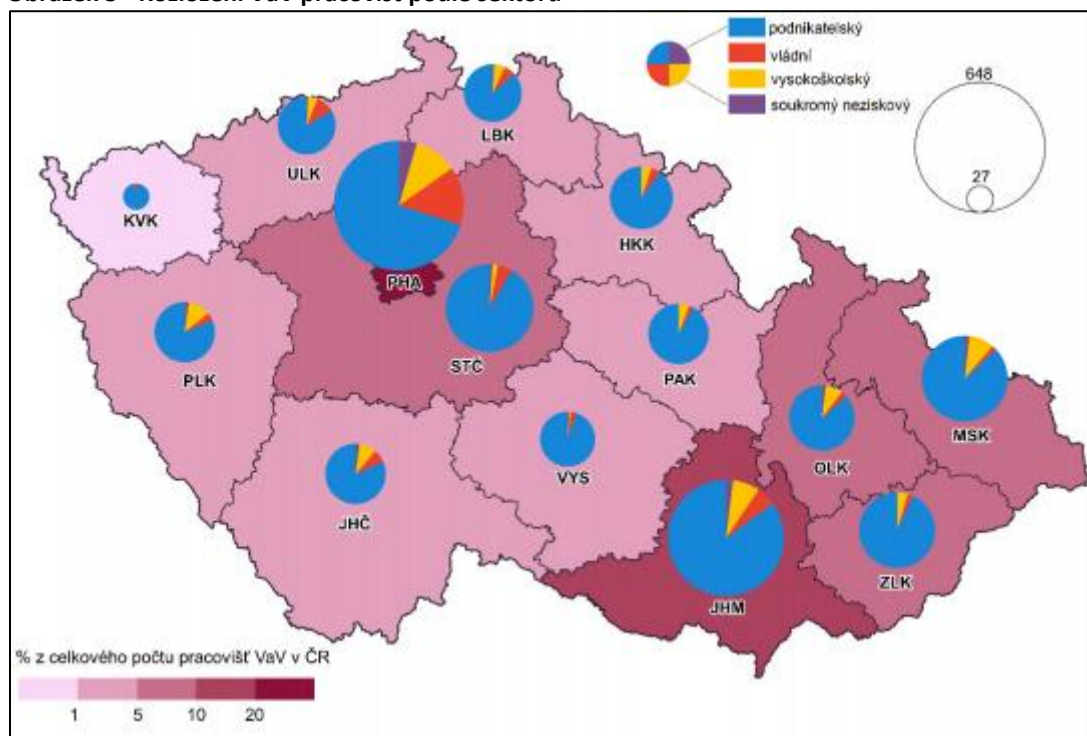 podnikatelský
vládní
vysokoškolský
soukromý neziskový
648
27
LBK
ULK
KVK
HKK
PHA
STČ
PAK
PLK
MSK
OLK
VYS
JHČ
ZLK
JHM
% z celkového počtu pracovišť VaV v ČR
1 5 10 20